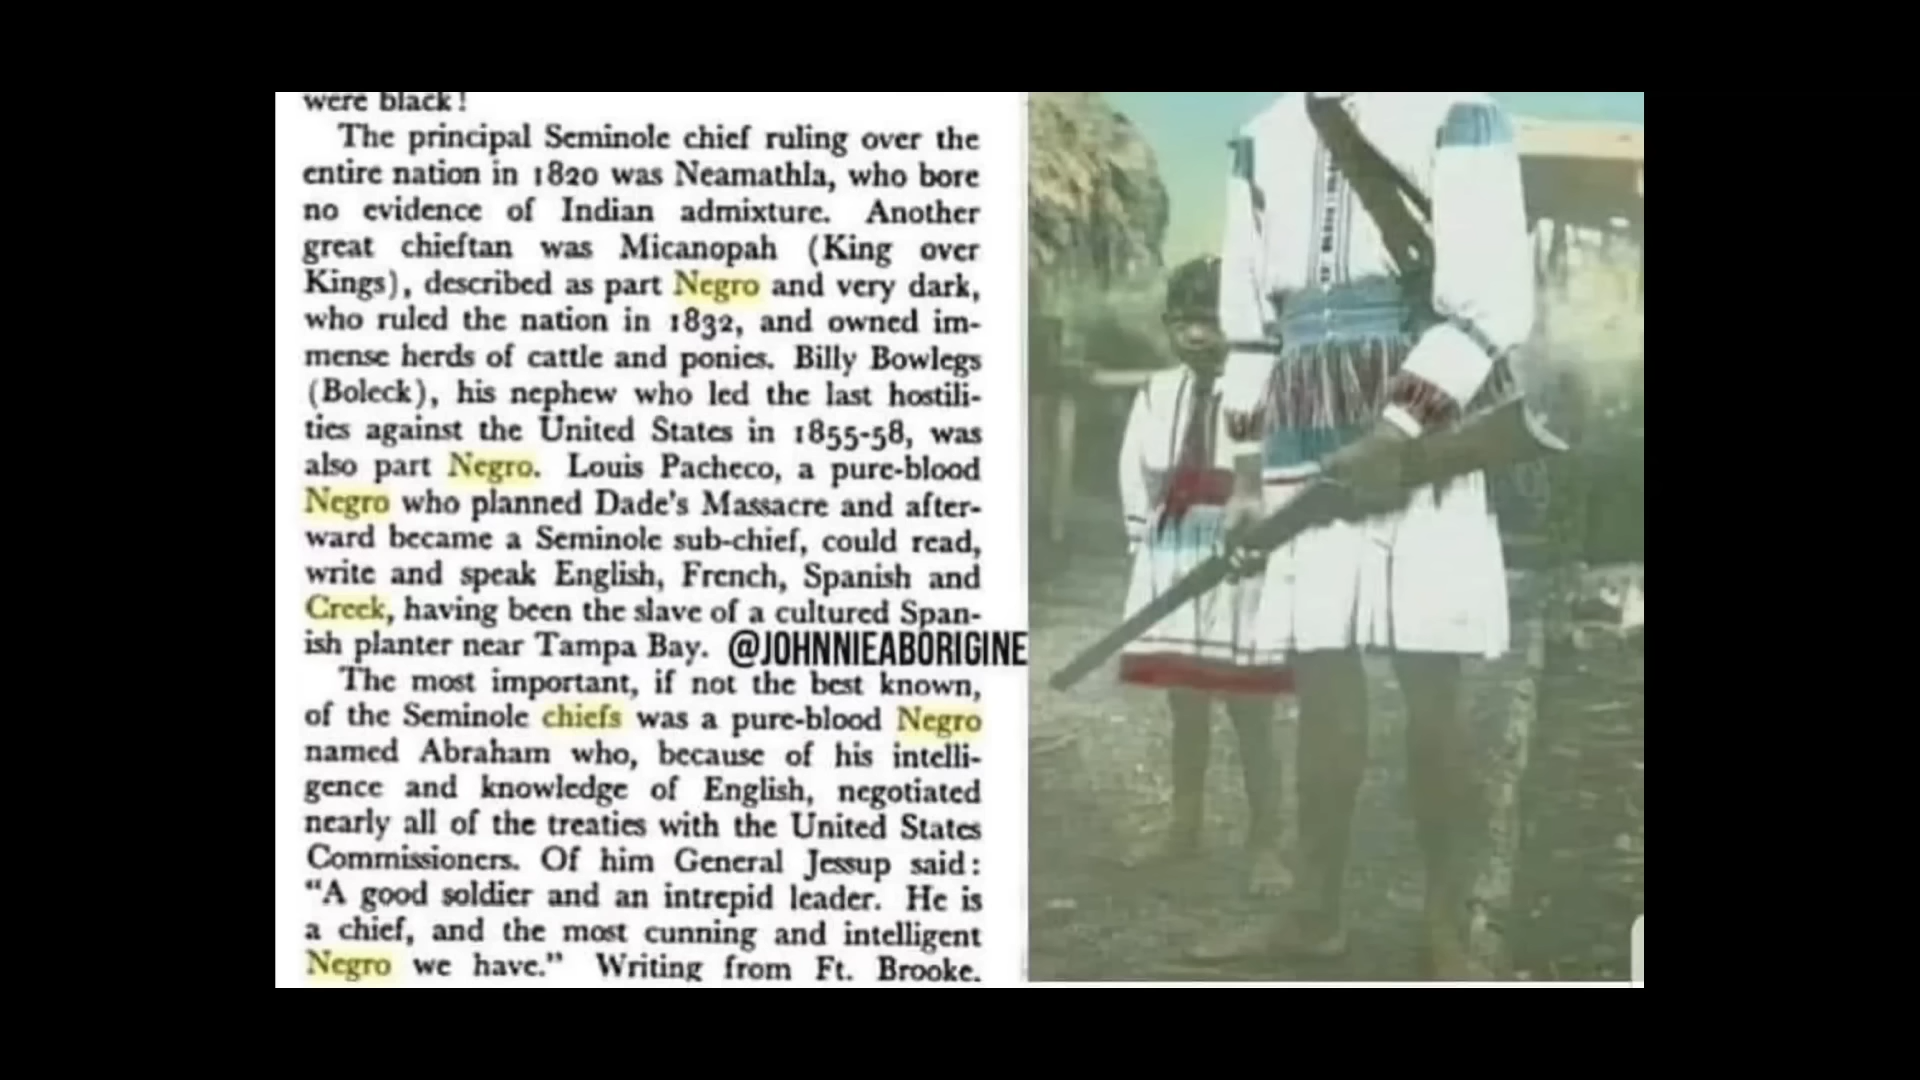 were black!
The principal Seminole chief ruling over the
entire nation in 1820 was Neamathla, who bore
no evidence of Indian admixture. Another
great chieftan was Micanopah (King over
Kings), described as part Negro and very dark,
who ruled the nation in 1832, and owned im-
mense herds of cattle and ponies. Billy Bowlegs
(Boleck), his nephew who led the last hostili-
ties against the United States in 1855-58, was
also part Negro. Louis Pacheco, a pure-blood
Negro who planned Dade's Massacre and after-
ward became a Seminole sub-chief, could read,
write and speak English, French, Spanish and
Creek, having been the slave of a cultured Span-
ish planter near Tampa Bay.
@JOHNNIEABORIGINE
The most important, if not the best known,
of the Seminole chiefs was a pure-blood Negro
named Abraham who, because of his intelli-
gence and knowledge of English, negotiated
nearly all of the treaties with the United States
Commissioners. Of him General Jessup said:
"A good soldier and an intrepid leader. He is
a chief, and the most cunning and intelligent
Negro we have." Writing from Ft. Brooke,